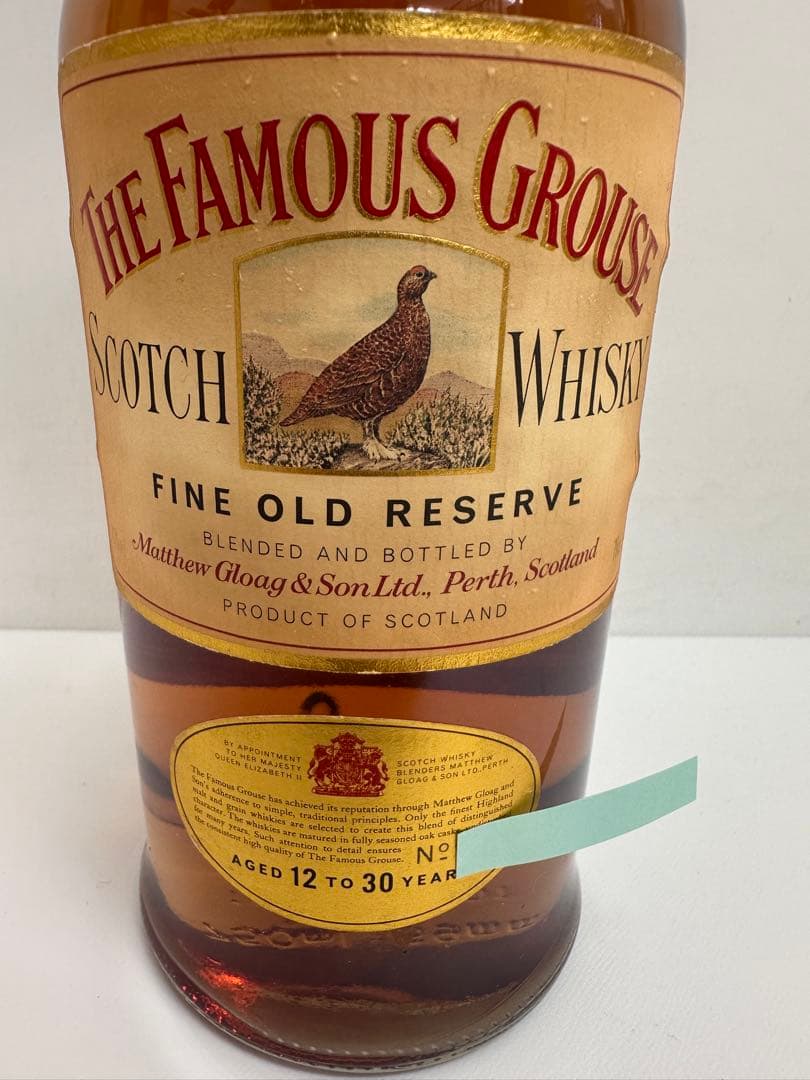 THE FAMOUS GROUSE
SCOTCH WHISKY
FINE OLD RESERVE
BLENDED AND BOTTLED BY
Matthew Gloag & Son Ltd., Perth, Scotland
PRODUCT OF SCOTLAND
BY APPOINTMENT
TO HER MAJESTY
QUEEN ELIZABETH II
SCOTCH WHISKY
BLENDERS MATTHEW
GLOAG & SON LTD., PERTH
The Famous Grouse has achieved its reputation through Matthew Gloag and
Son's adherence to simple, traditional principles. Only the finest Highland
malt and grain whiskies are selected to create this blend of distinguished
character. The whiskies are matured in fully seasoned oak casks
for many years. Such attention to detail ensures
the consistent high quality of The Famous Grouse.
No
AGED 12 TO 30 YEAR